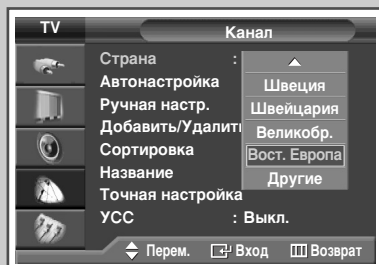 TV
Канал
Страна :
Автонастройка
Ручная настр.
Добавить/Удалить
Сортировка
Название
Точная настройка
УСС : Выкл.
Швеция
Швейцария
Великобр.
Вост. Европа
Другие
Перем. Вход Возврат